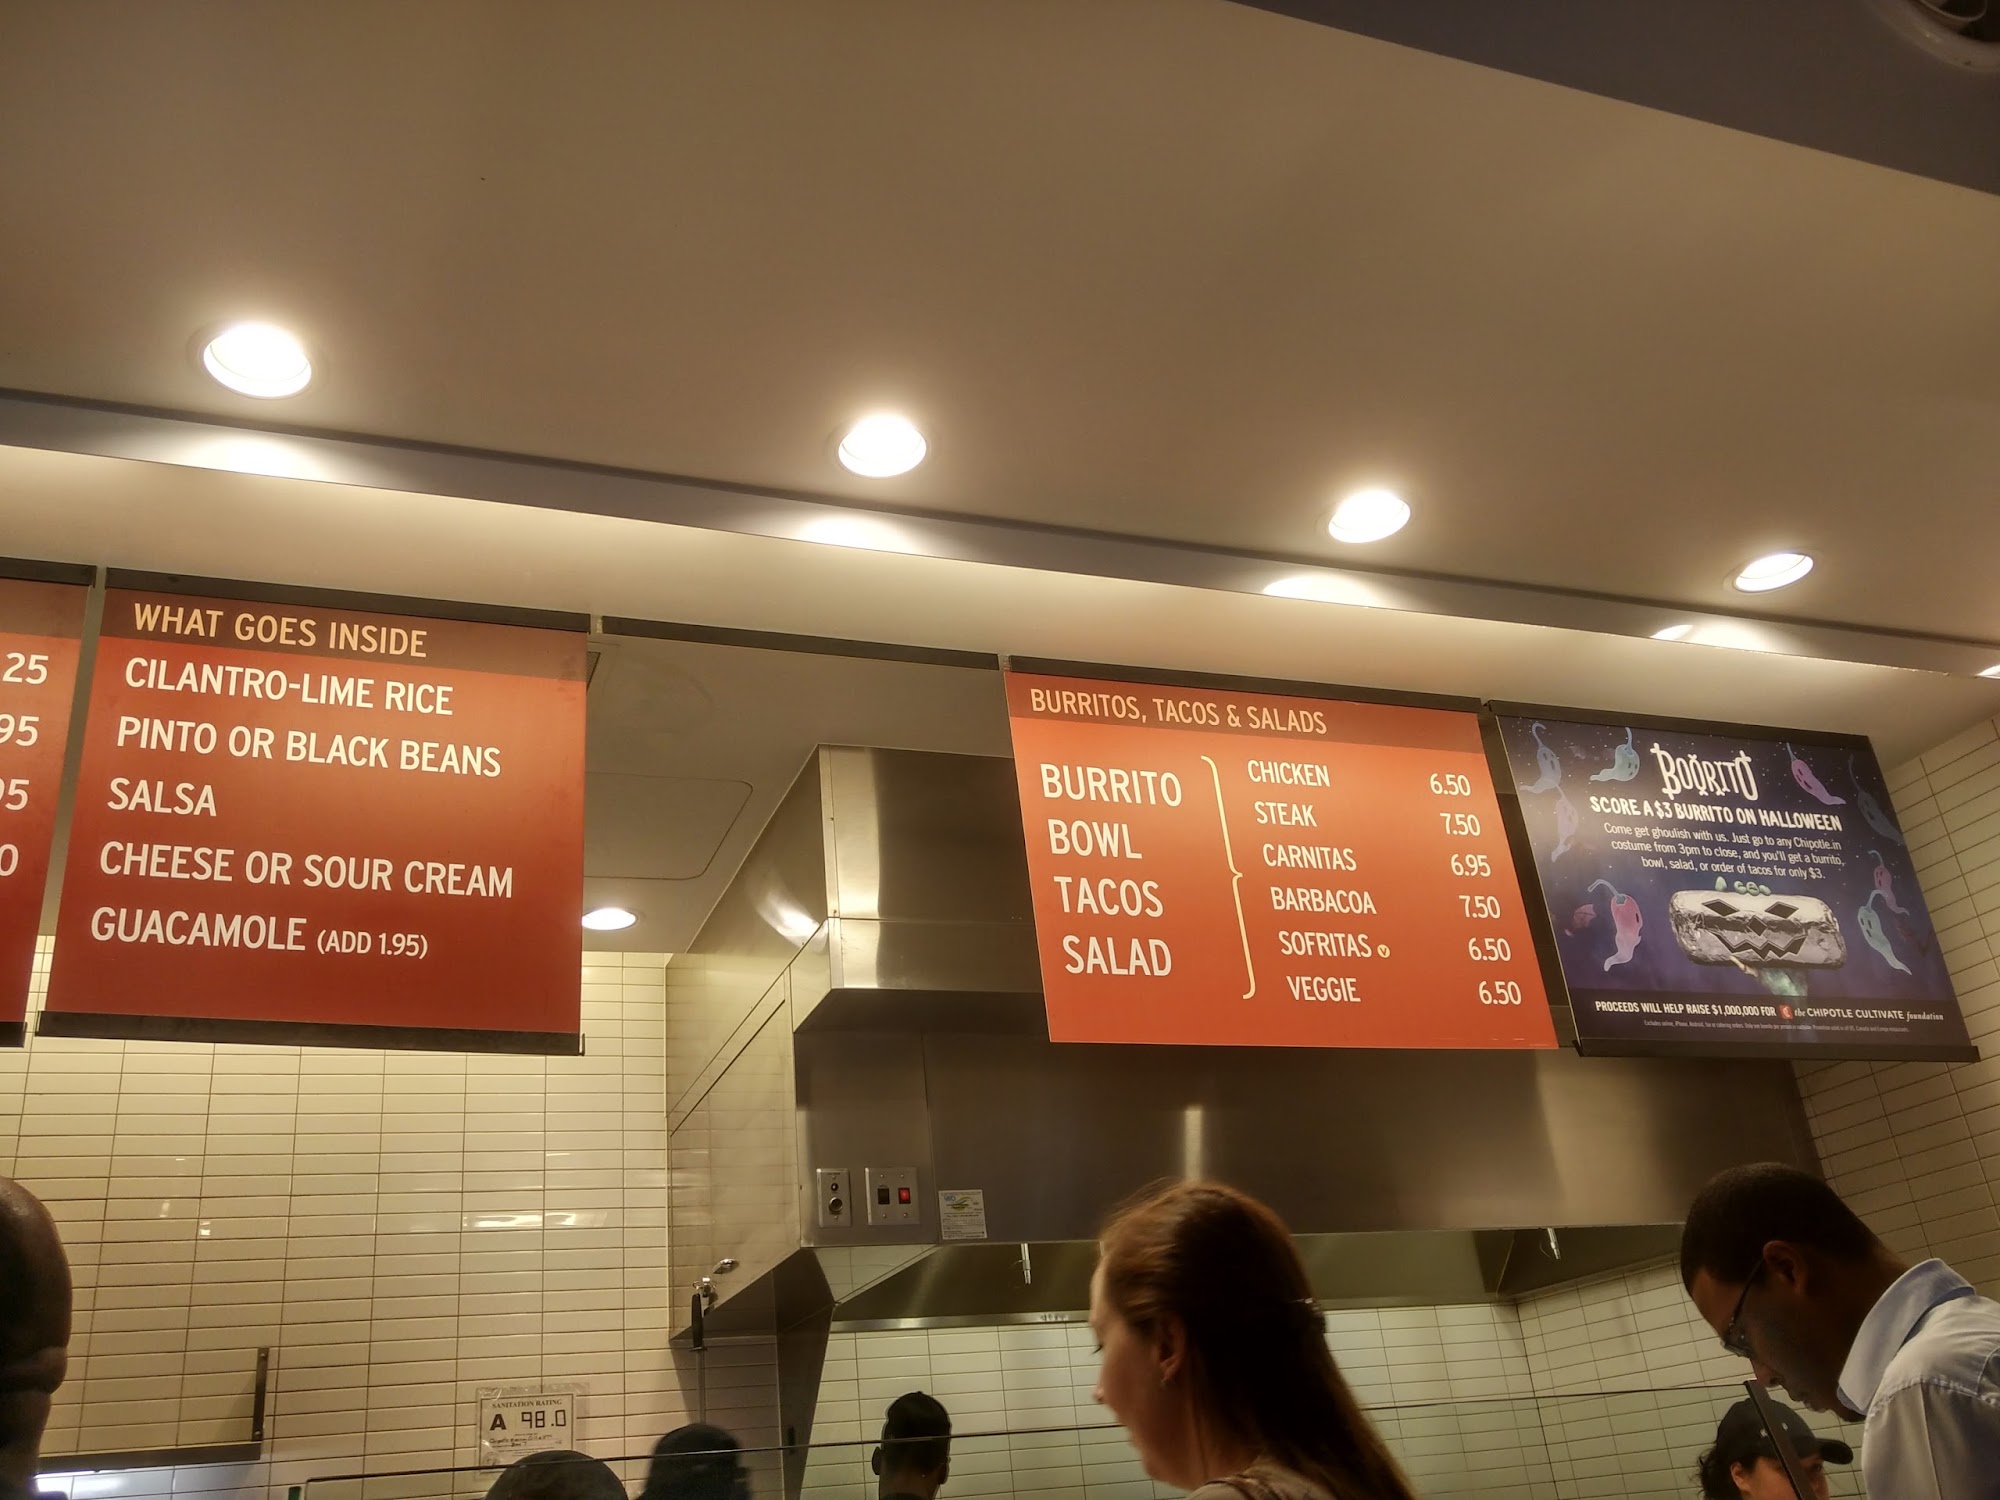 25
95
95
0
WHAT GOES INSIDE
CILANTRO-LIME RICE
PINTO OR BLACK BEANS
SALSA
CHEESE OR SOUR CREAM
GUACAMOLE (ADD 1.95)
BURRITOS, TACOS & SALADS
BURRITO
BOWL
TACOS
SALAD
CHICKEN 6.50
STEAK 7.50
CARNITAS 6.95
BARBACOA 7.50
SOFRITAS V 6.50
VEGGIE 6.50
BOORITO
SCORE A $3 BURRITO ON HALLOWEEN
Come get ghoulish with us. Just go to any Chipotle in
costume from 3pm to close, and you'll get a burrito,
bowl, salad, or order of tacos for only $3.
PROCEEDS WILL HELP RAISE $1,000,000 FOR the CHIPOTLE CULTIVATE foundation
SANITATION RATING
A 98.0